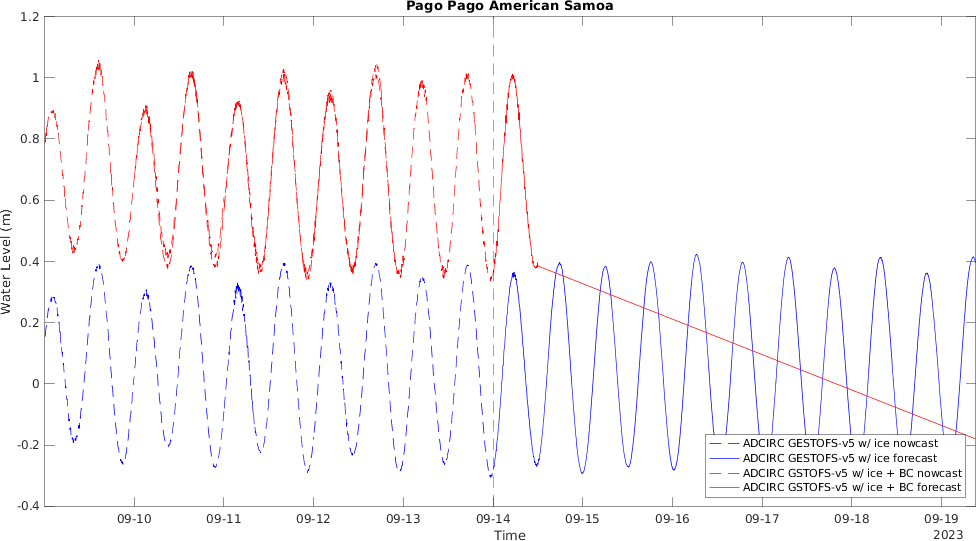 Pago Pago American Samoa
1.2
1
0.8
0.6
0.4
0.2
0
-0.2
-0.4
Water Level (m)
ADCIRC GESTOFS-v5 w/ ice nowcast
ADCIRC GESTOFS-v5 w/ ice forecast
ADCIRC GSTOFS-v5 w/ ice + BC nowcast
ADCIRC GSTOFS-v5 w/ ice + BC forecast
09-10 09-11 09-12 09-13 09-14 09-15 09-16 09-17 09-18 09-19
Time
2023